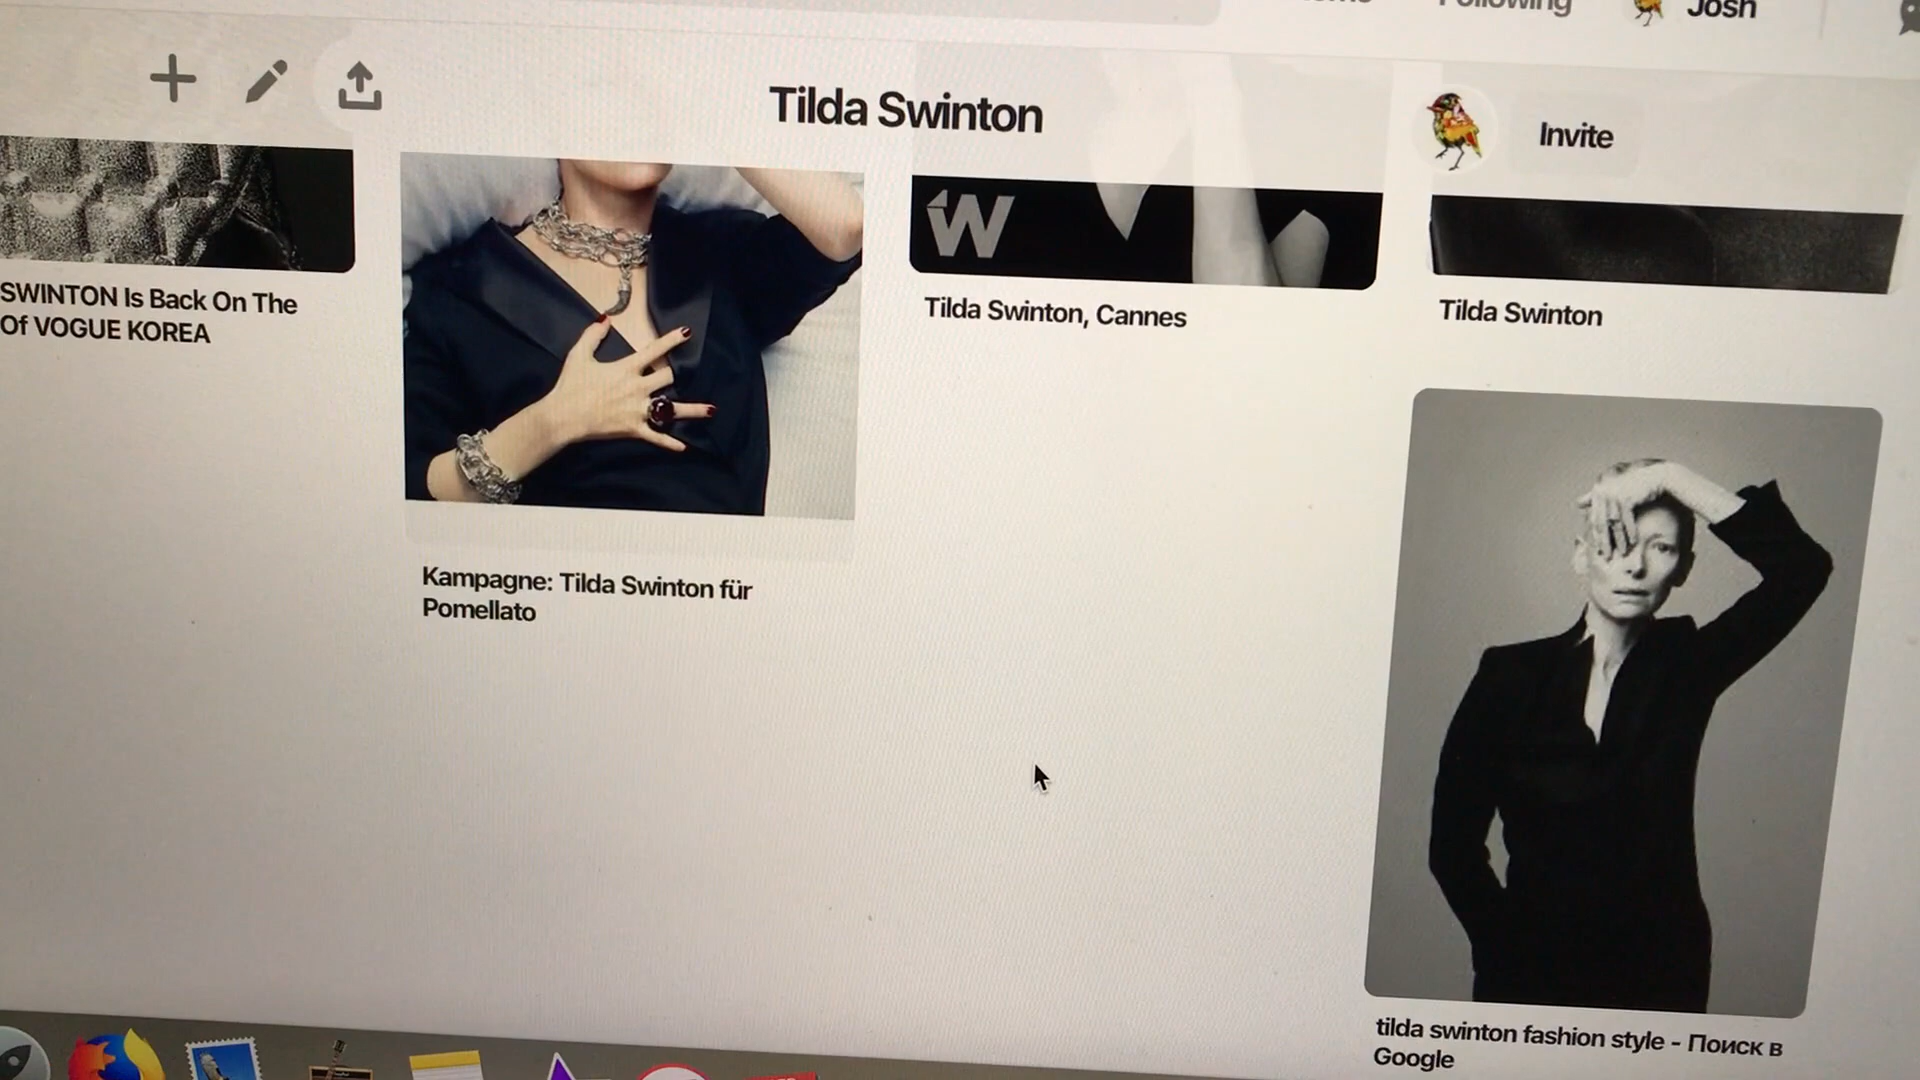 Following
Josh
Tilda Swinton
Invite
W
SWINTON Is Back On The
Of VOGUE KOREA
Tilda Swinton, Cannes
Tilda Swinton
Kampagne: Tilda Swinton für
Pomellato
tilda swinton fashion style - Поиск в
Google